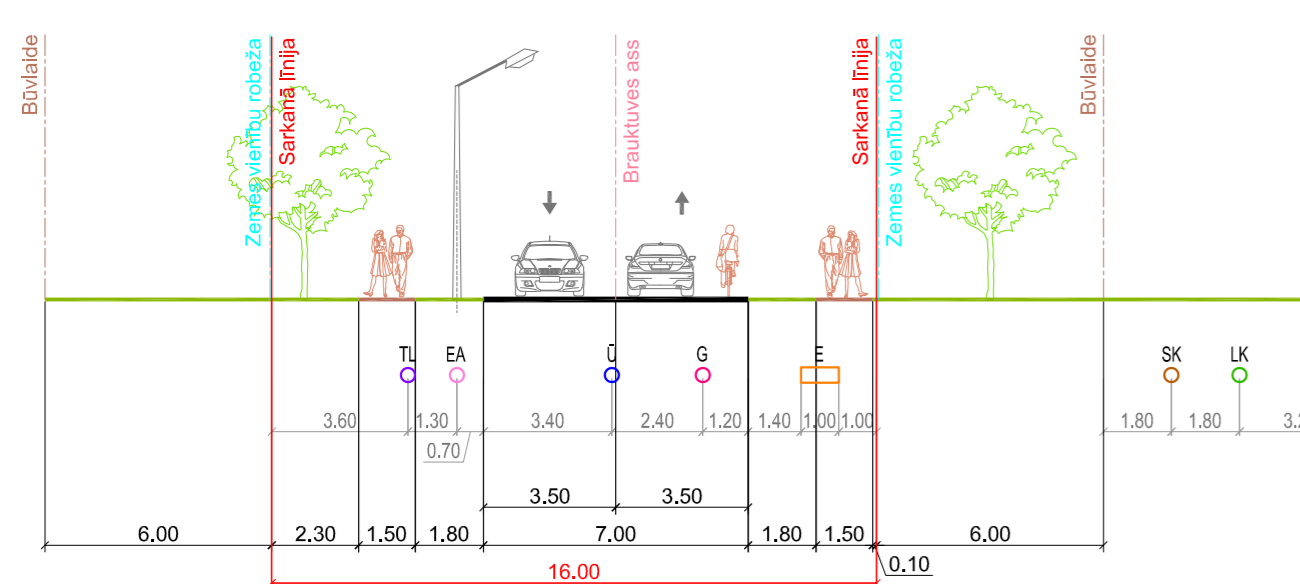 Būvlaide
Zemes vienību robeža
Sarkanā līnija
Brauktuves ass
Sarkanā līnija
Zemes vienību robeža
Būvlaide
TL
EA
Ū
G
E
SK
LK
3.60
1.30
0.70
3.40
2.40
1.20
1.40
1.00
1.00
1.80
1.80
3.50
3.50
6.00
2.30
1.50
1.80
7.00
1.80
1.50
0.10
6.00
16.00